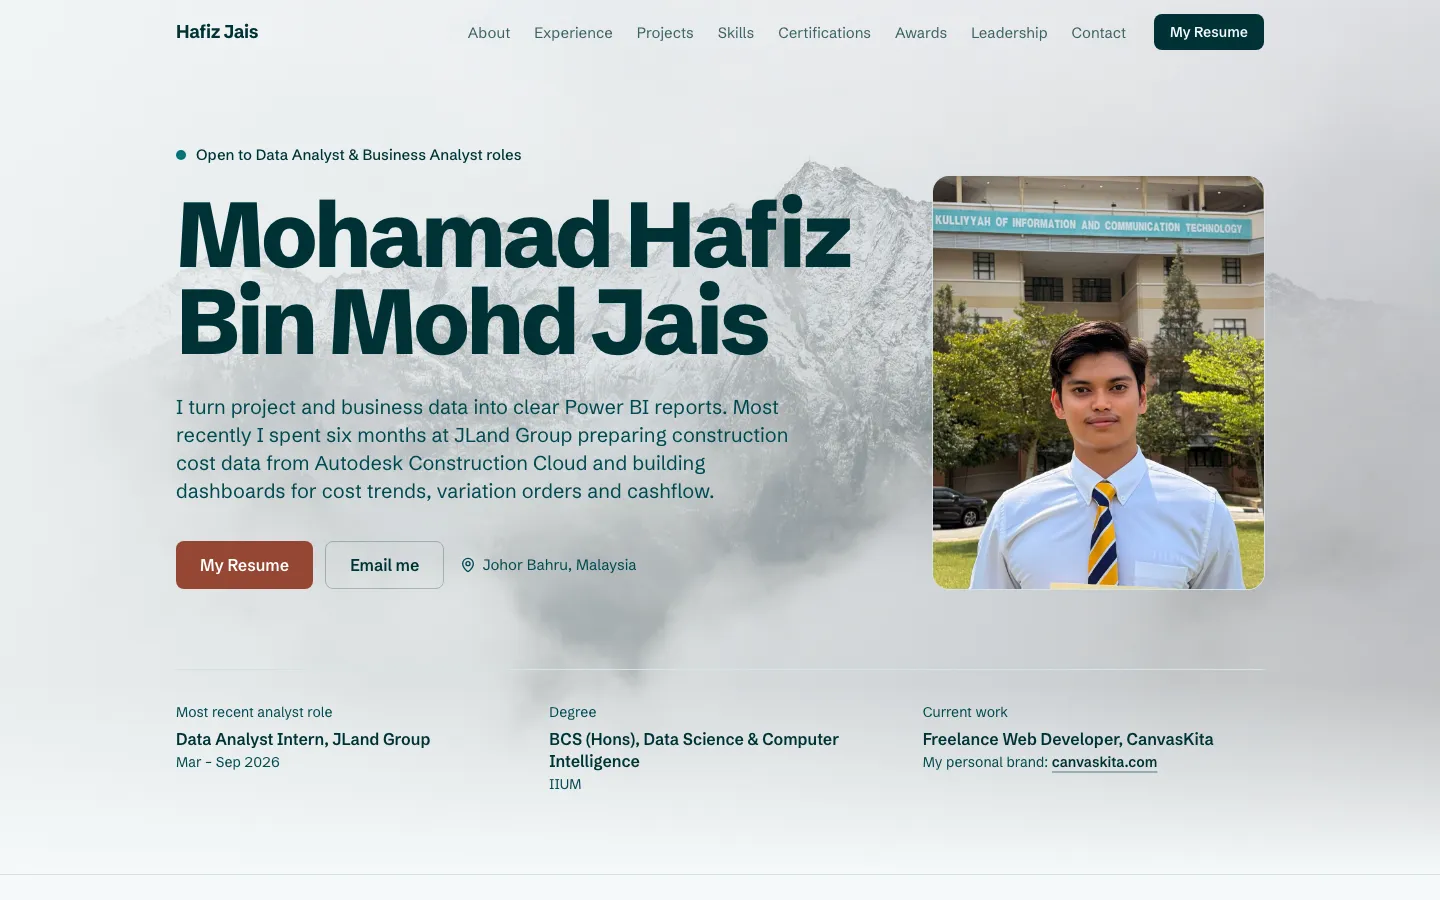 Hafiz Jais
About Experience Projects Skills Certifications Awards Leadership Contact My Resume
Open to Data Analyst & Business Analyst roles
Mohamad Hafiz
Bin Mohd Jais
I turn project and business data into clear Power BI reports. Most
recently I spent six months at JLand Group preparing construction
cost data from Autodesk Construction Cloud and building
dashboards for cost trends, variation orders and cashflow.
My Resume
Email me
Johor Bahru, Malaysia
KULLIYYAH OF INFORMATION AND COMMUNICATION TECHNOLOGY
Most recent analyst role
Data Analyst Intern, JLand Group
Mar – Sep 2026
Degree
BCS (Hons), Data Science & Computer
Intelligence
IIUM
Current work
Freelance Web Developer, CanvasKita
My personal brand: canvaskita.com